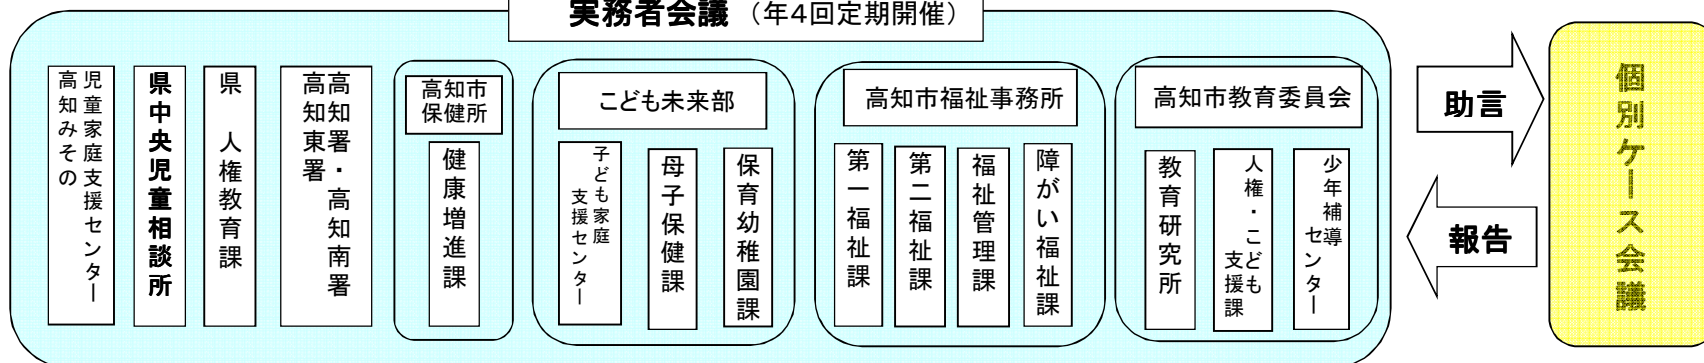 実務者会議 （年４回定期開催）
児童家庭支援センター
高知みその
県中央児童相談所
県　人権教育課
高知署・高知南署
高知東署
高知市
保健所
健康増進課
こども未来部
子ども家庭
支援センター
母子保健課
保育幼稚園課
高知市福祉事務所
第一福祉課
第二福祉課
福祉管理課
障がい福祉課
高知市教育委員会
教育研究所
人権・こども
支援課
少年補導
センター
助言
報告
個別ケース会議